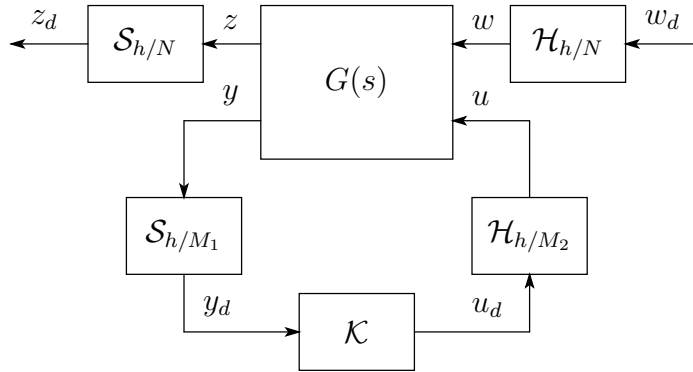 z_d
𝒮_{h/N}
z
G(s)
w
ℋ_{h/N}
w_d
y
u
𝒮_{h/M_1}
ℋ_{h/M_2}
y_d
𝒦
u_d